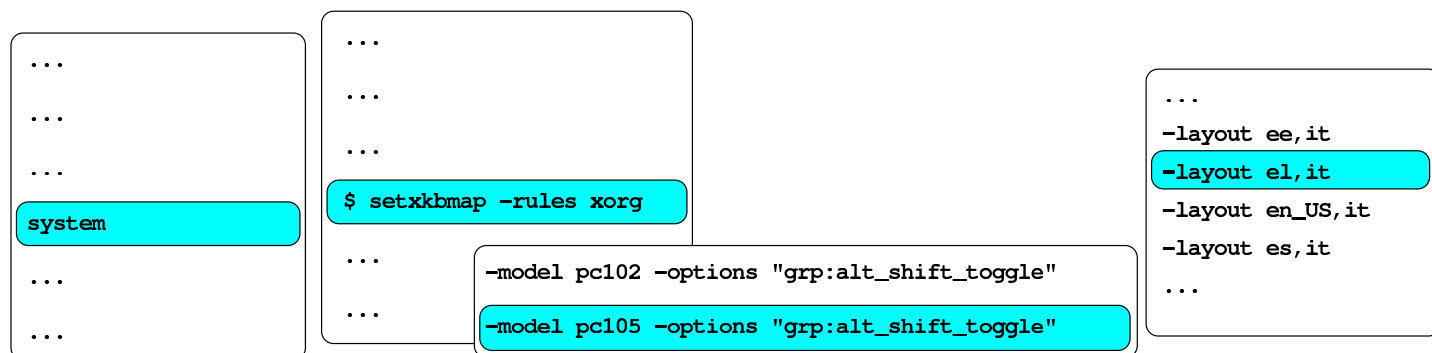 ...
...
...
system
...
...
...
...
...
$ setxkbmap −rules xorg
...
...
−model pc102 −options "grp:alt_shift_toggle"
−model pc105 −options "grp:alt_shift_toggle"
...
−layout ee,it
−layout el,it
−layout en_US,it
−layout es,it
...